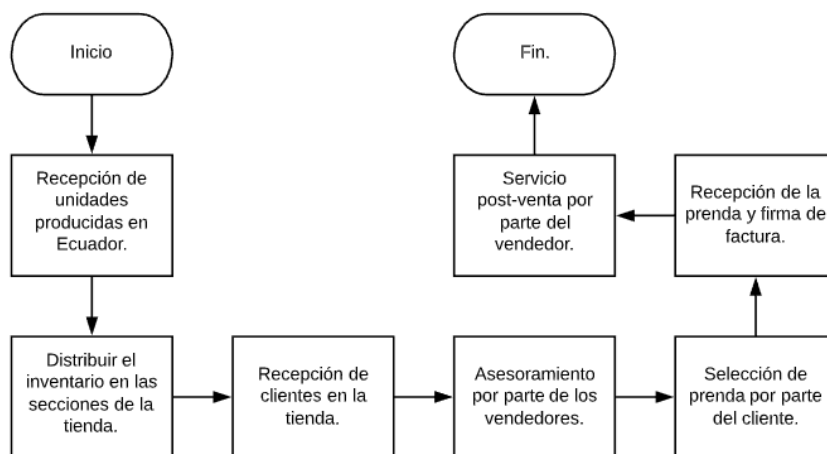 Inicio
Recepción de
unidades
producidas en
Ecuador.
Distribuir el
inventario en las
secciones de la
tienda.
Recepción de
clientes en la
tienda.
Asesoramiento
por parte de los
vendedores.
Selección de
prenda por parte
del cliente.
Recepción de la
prenda y firma de
factura.
Servicio
post-venta por
parte del
vendedor.
Fin.